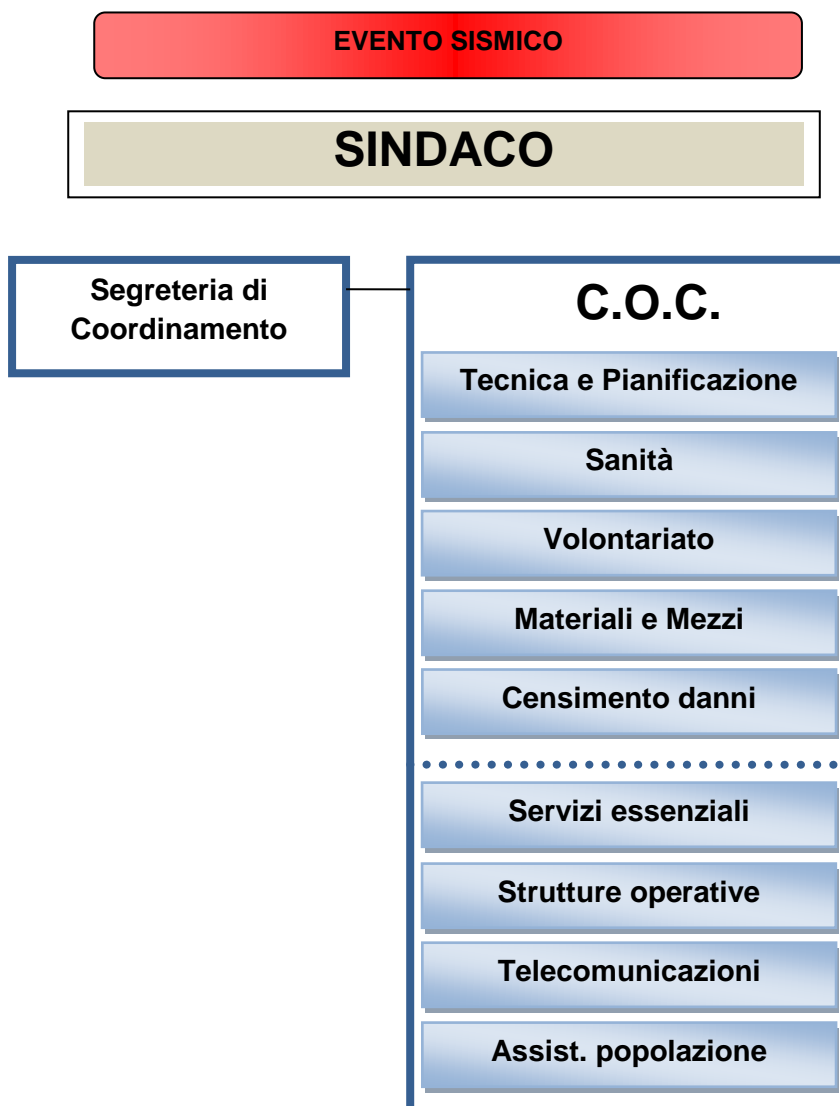 EVENTO SISMICO
SINDACO
Segreteria di
Coordinamento
C.O.C.
Tecnica e Pianificazione
Sanità
Volontariato
Materiali e Mezzi
Censimento danni
Servizi essenziali
Strutture operative
Telecomunicazioni
Assist. popolazione